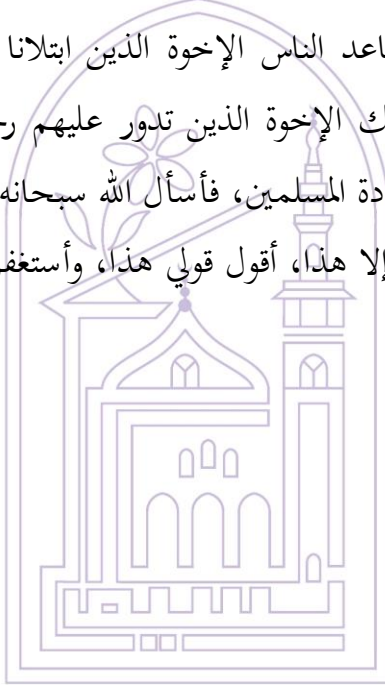 اعد الناس الإخوة الذين ابتلانا
ك الإخوة الذين تدور عليهم
دة المسلمين، فأسأل الله سبحانه
إلا هذا، أقول قولي هذا، وأستغفر